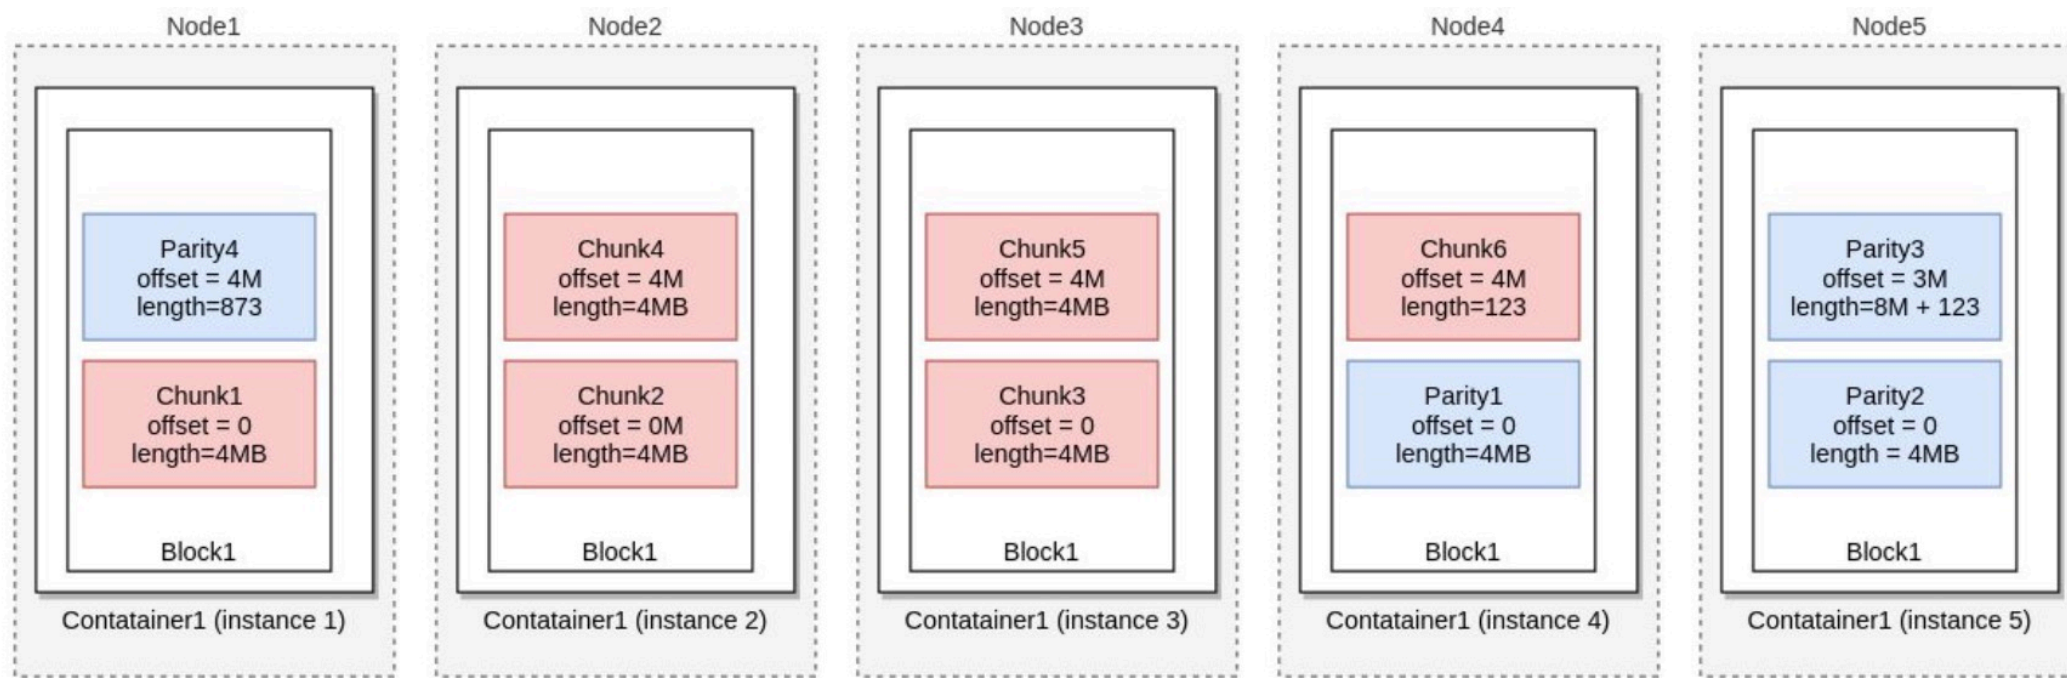 Node1
Parity4
offset = 4M
length=873
Chunk1
offset = 0
length=4MB
Block1
Contatainer1 (instance 1)
Node2
Chunk4
offset = 4M
length=4MB
Chunk2
offset = 0M
length=4MB
Block1
Contatainer1 (instance 2)
Node3
Chunk5
offset = 4M
length=4MB
Chunk3
offset = 0
length=4MB
Block1
Contatainer1 (instance 3)
Node4
Chunk6
offset = 4M
length=123
Parity1
offset = 0
length=4MB
Block1
Contatainer1 (instance 4)
Node5
Parity3
offset = 3M
length=8M + 123
Parity2
offset = 0
length = 4MB
Block1
Contatainer1 (instance 5)